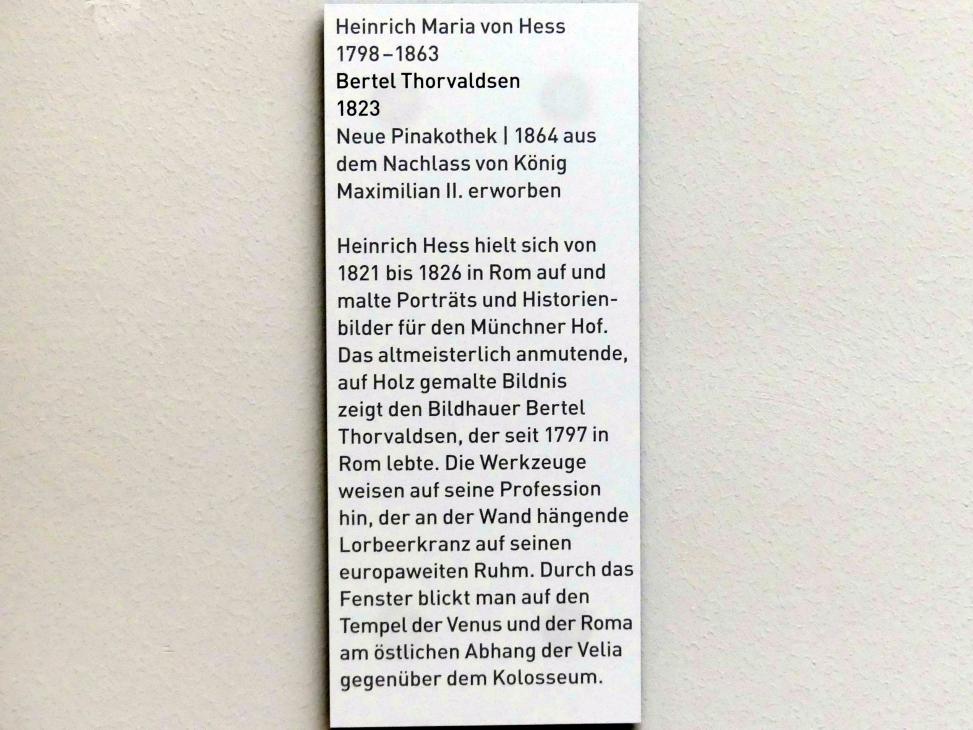 Heinrich Maria von Hess
1798–1863
Bertel Thorvaldsen
1823
Neue Pinakothek | 1864 aus
dem Nachlass von König
Maximilian II. erworben
Heinrich Hess hielt sich von
1821 bis 1826 in Rom auf und
malte Porträts und Historien-
bilder für den Münchner Hof.
Das altmeisterlich anmutende,
auf Holz gemalte Bildnis
zeigt den Bildhauer Bertel
Thorvaldsen, der seit 1797 in
Rom lebte. Die Werkzeuge
weisen auf seine Profession
hin, der an der Wand hängende
Lorbeerkranz auf seinen
europaweiten Ruhm. Durch das
Fenster blickt man auf den
Tempel der Venus und der Roma
am östlichen Abhang der Velia
gegenüber dem Kolosseum.